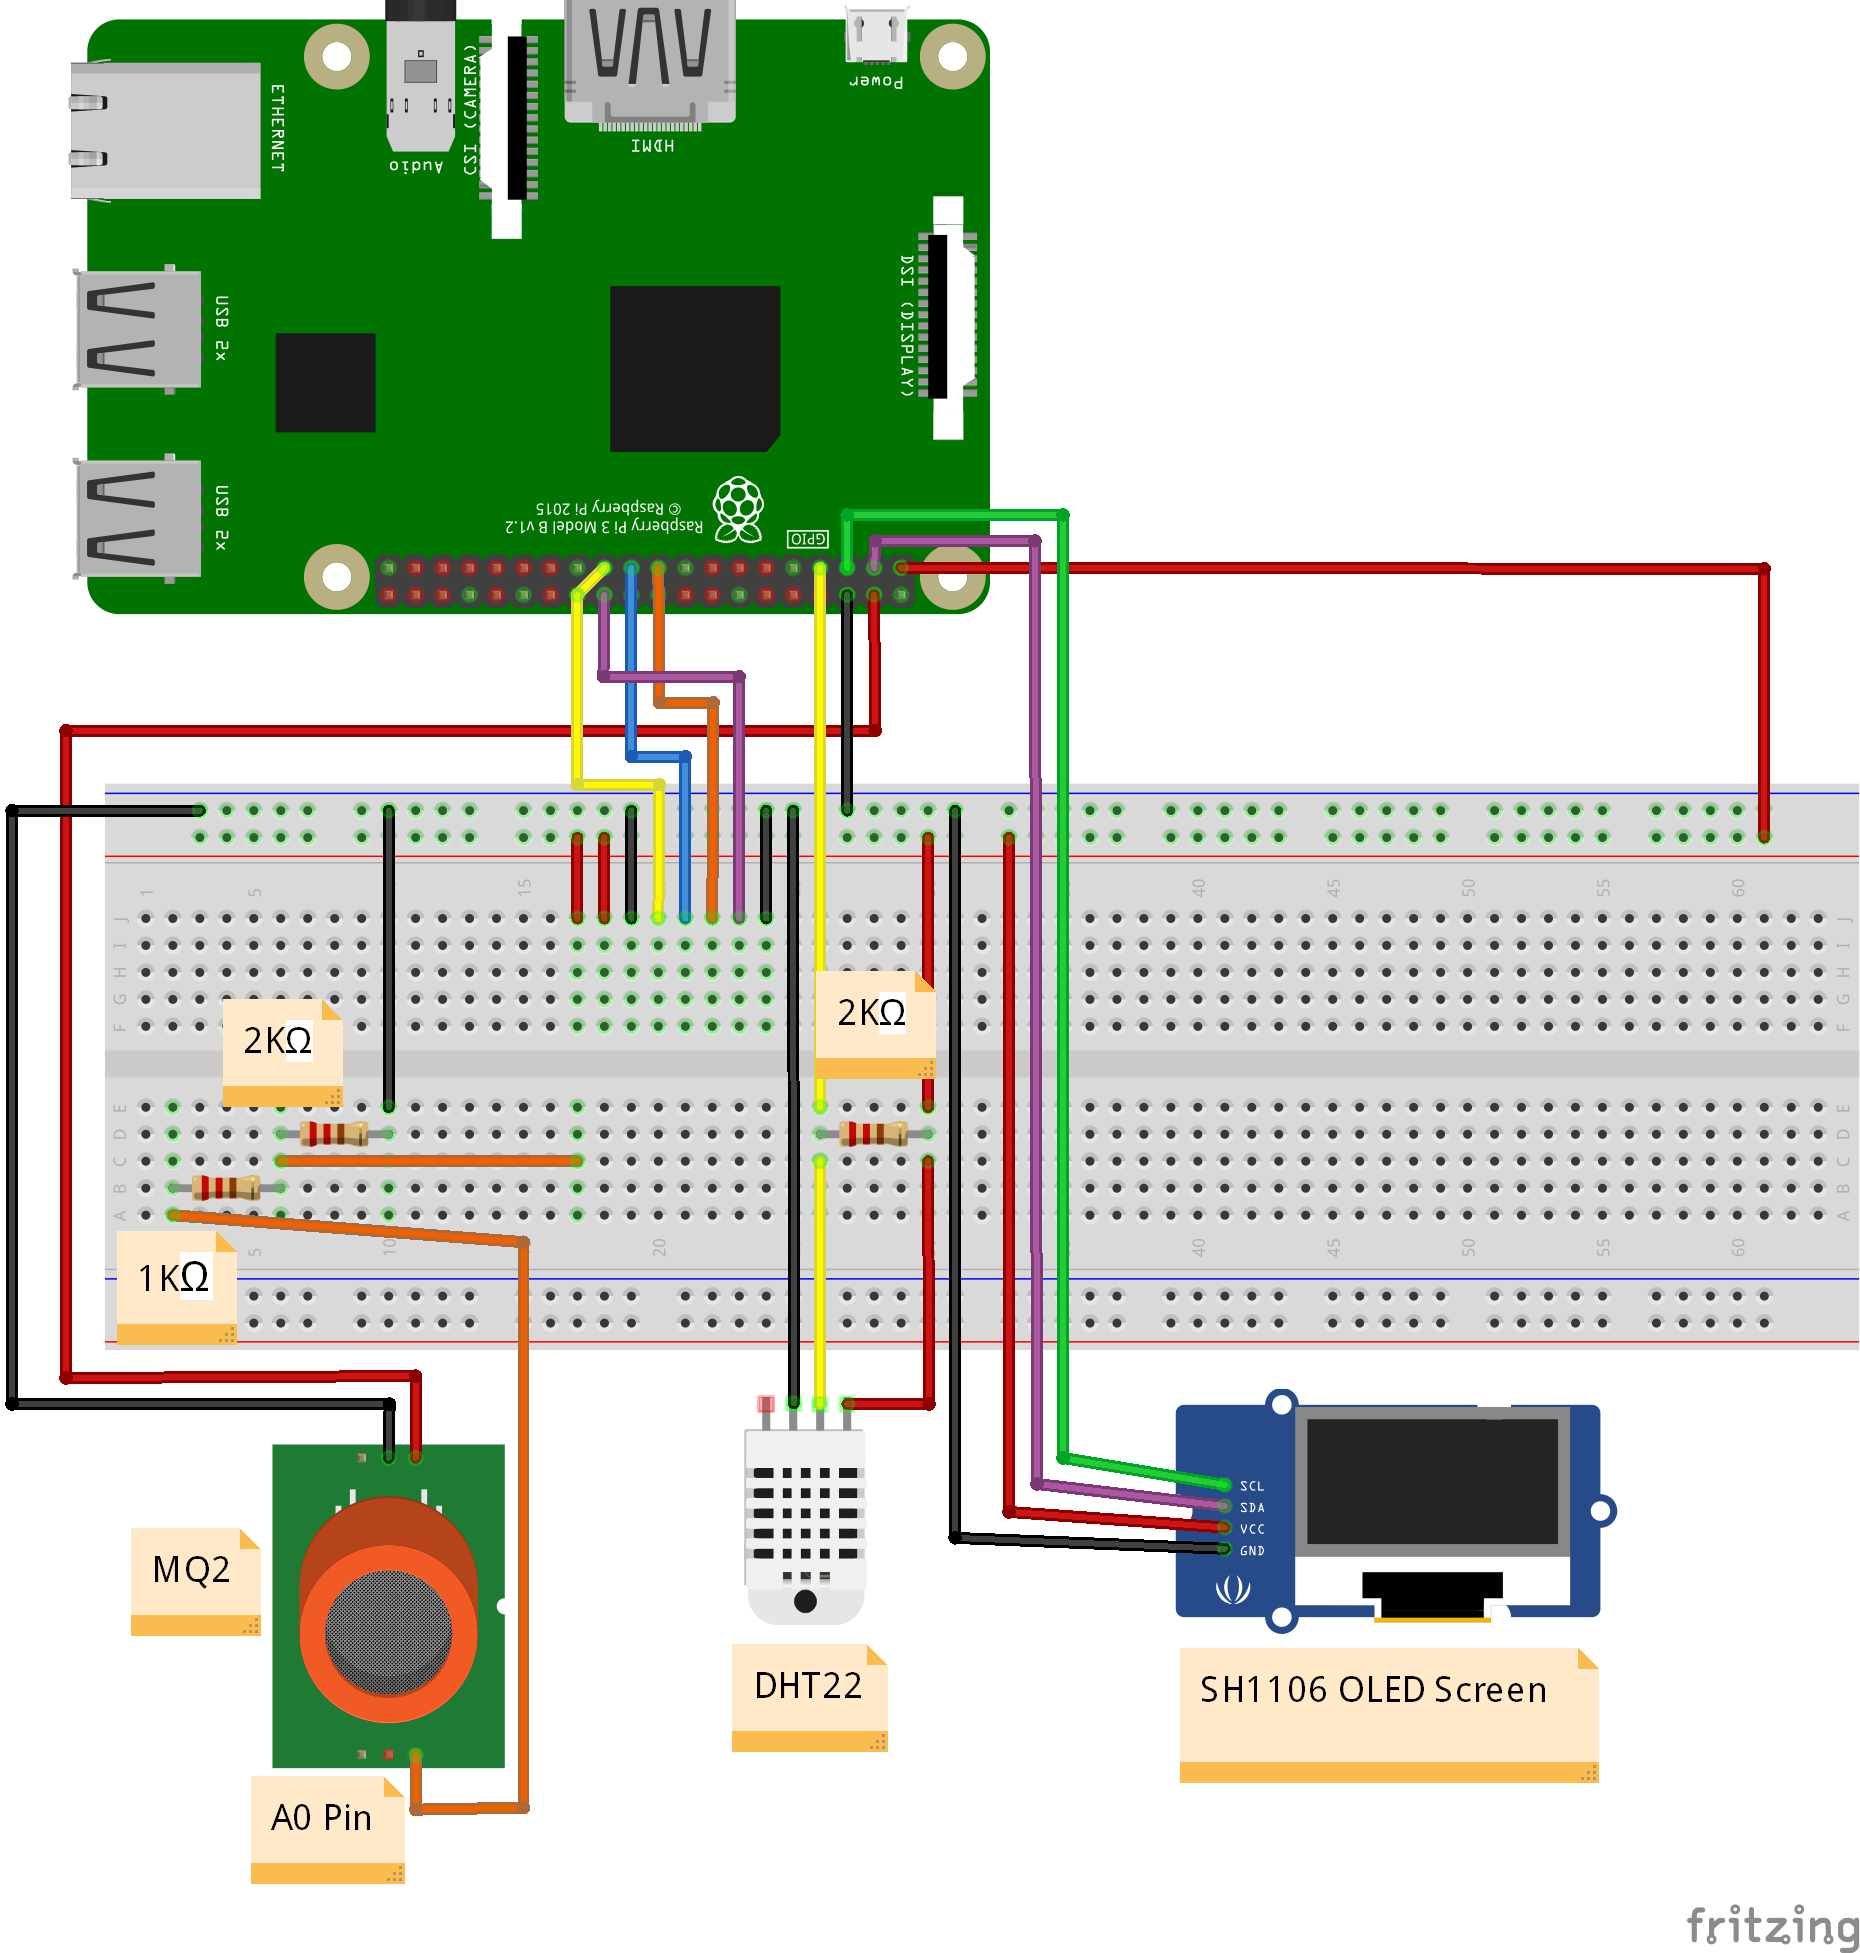 ETHERNET
Audio
CSI (CAMERA)
HDMI
Power
DSI (DISPLAY)
USB 2x
USB 2x
© Raspberry Pi 2015
Raspberry Pi 3 Model B v1.2
GPIO
1 5 15 40 45 50 55 60
J J
I I
H H
G G
F F
2KΩ
2KΩ
E E
D D
C C
B B
A A
5 10 20 40 45 50 55 60
1KΩ
SCL
SDA
VCC
GND
MQ2
DHT22
SH1106 OLED Screen
A0 Pin
fritzing